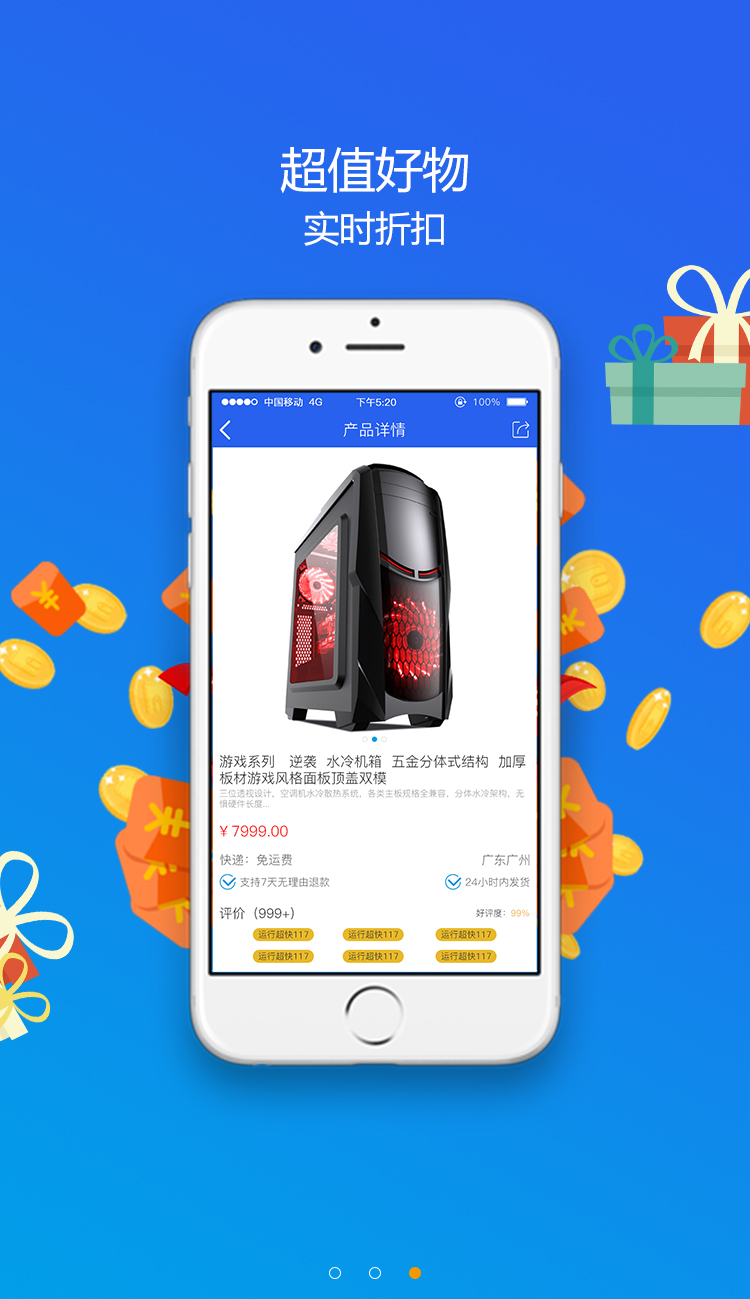 超值好物
实时折扣
中国移动 4G 下午5:20 100%
产品详情
游戏系列 逆袭 水冷机箱 五金分体式结构 加厚
板材游戏风格面板顶盖双模
三位透视设计，空调机水冷散热系统，各类主板规格全兼容，分体水冷架构，无
惧硬件长度...
¥ 7999.00
快递：免运费 广东广州
支持7天无理由退款 24小时内发货
评价（999+） 好评度：99%
运行超快117 运行超快117 运行超快117
运行超快117 运行超快117 运行超快117